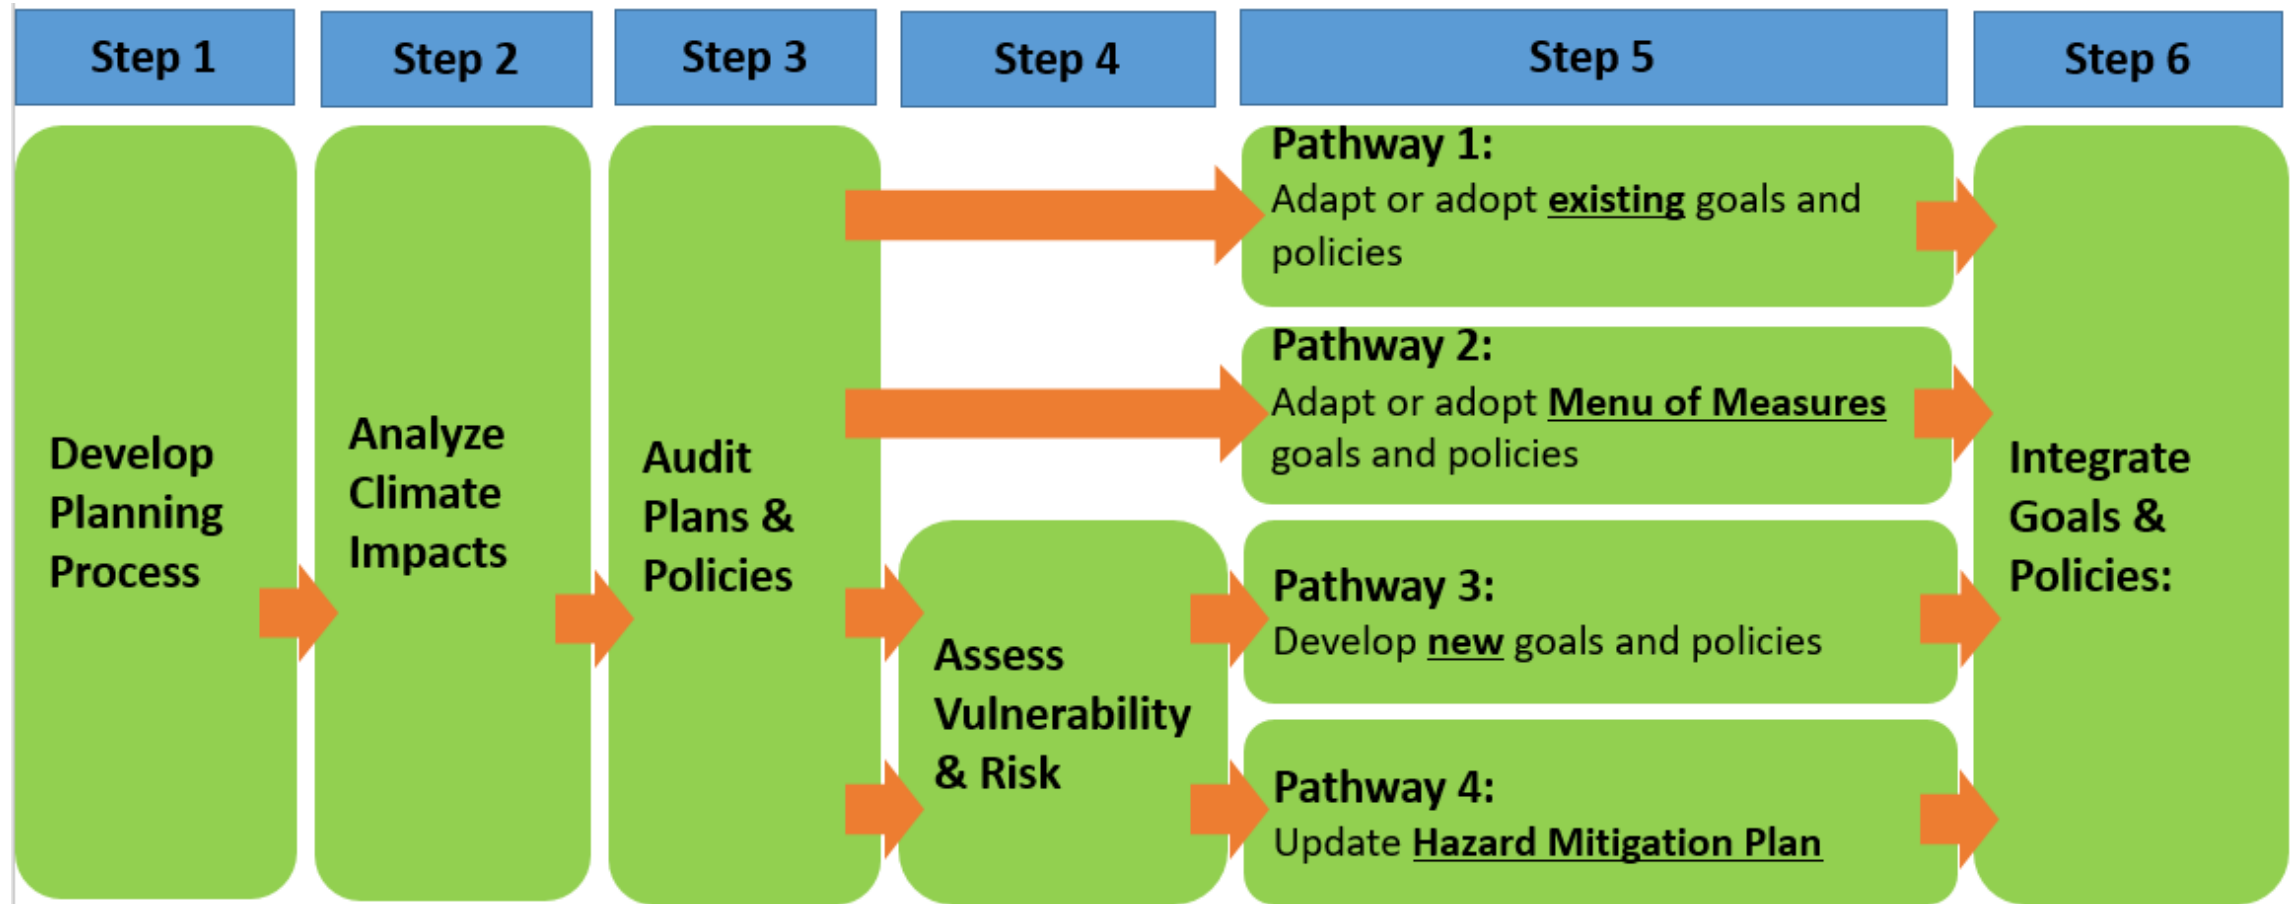 Step 1
Step 2
Step 3
Step 4
Step 5
Step 6
Develop
Planning
Process
Analyze
Climate
Impacts
Audit
Plans &
Policies
Assess
Vulnerability
& Risk
Pathway 1:
Adapt or adopt existing goals and
policies
Pathway 2:
Adapt or adopt Menu of Measures
goals and policies
Pathway 3:
Develop new goals and policies
Pathway 4:
Update Hazard Mitigation Plan
Integrate
Goals &
Policies: